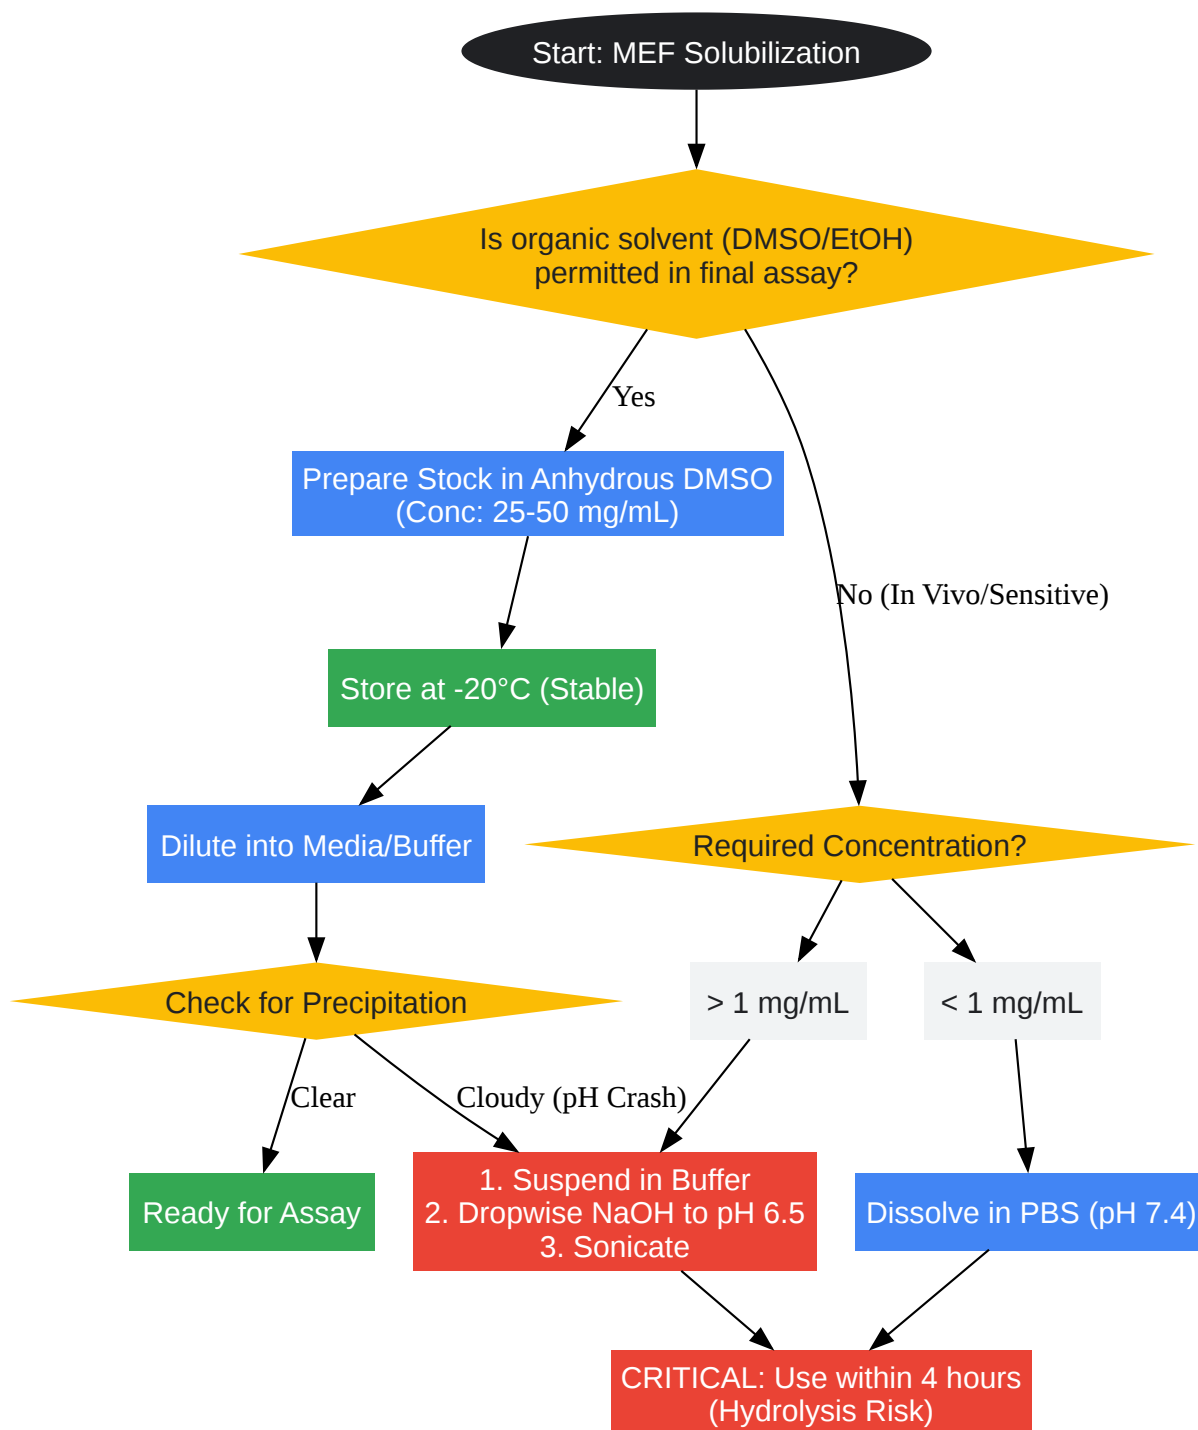 Start: MEF Solubilization
Is organic solvent (DMSO/EtOH)
permitted in final assay?
Yes
Prepare Stock in Anhydrous DMSO
(Conc: 25-50 mg/mL)
No (In Vivo/Sensitive)
Store at -20°C (Stable)
Dilute into Media/Buffer
Required Concentration?
Check for Precipitation
> 1 mg/mL
< 1 mg/mL
Clear
Cloudy (pH Crash)
Ready for Assay
1. Suspend in Buffer
2. Dropwise NaOH to pH 6.5
3. Sonicate
Dissolve in PBS (pH 7.4)
CRITICAL: Use within 4 hours
(Hydrolysis Risk)